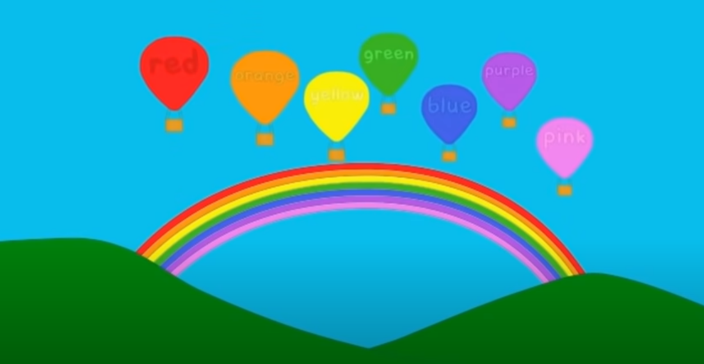 red
orange
yellow
green
blue
purple
pink